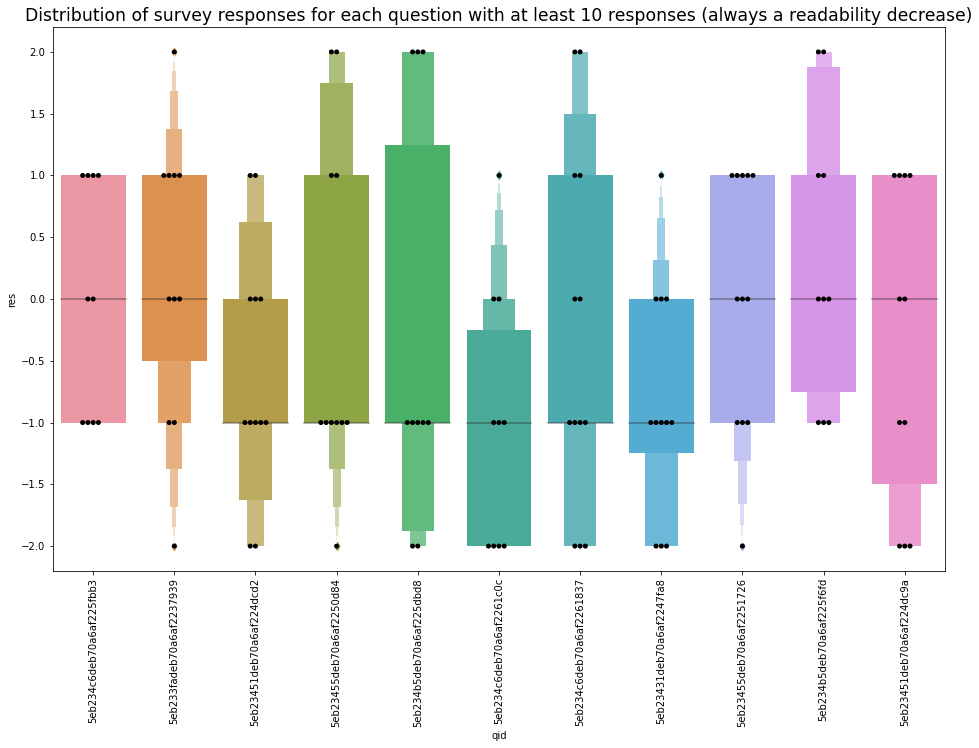 Distribution of survey responses for each question with at least 10 responses (always a readability decrease)
res
2.0
1.5
1.0
0.5
0.0
−0.5
−1.0
−1.5
−2.0
5eb234c6deb70a6af225fbb3
5eb233fadeb70a6af2237939
5eb23451deb70a6af224dcd2
5eb23455deb70a6af2250d84
5eb234b5deb70a6af225dbd8
5eb234c6deb70a6af2261c0c
5eb234c6deb70a6af2261837
5eb23431deb70a6af2247fa8
5eb23455deb70a6af2251726
5eb234b5deb70a6af225f6fd
5eb23451deb70a6af224dc9a
qid